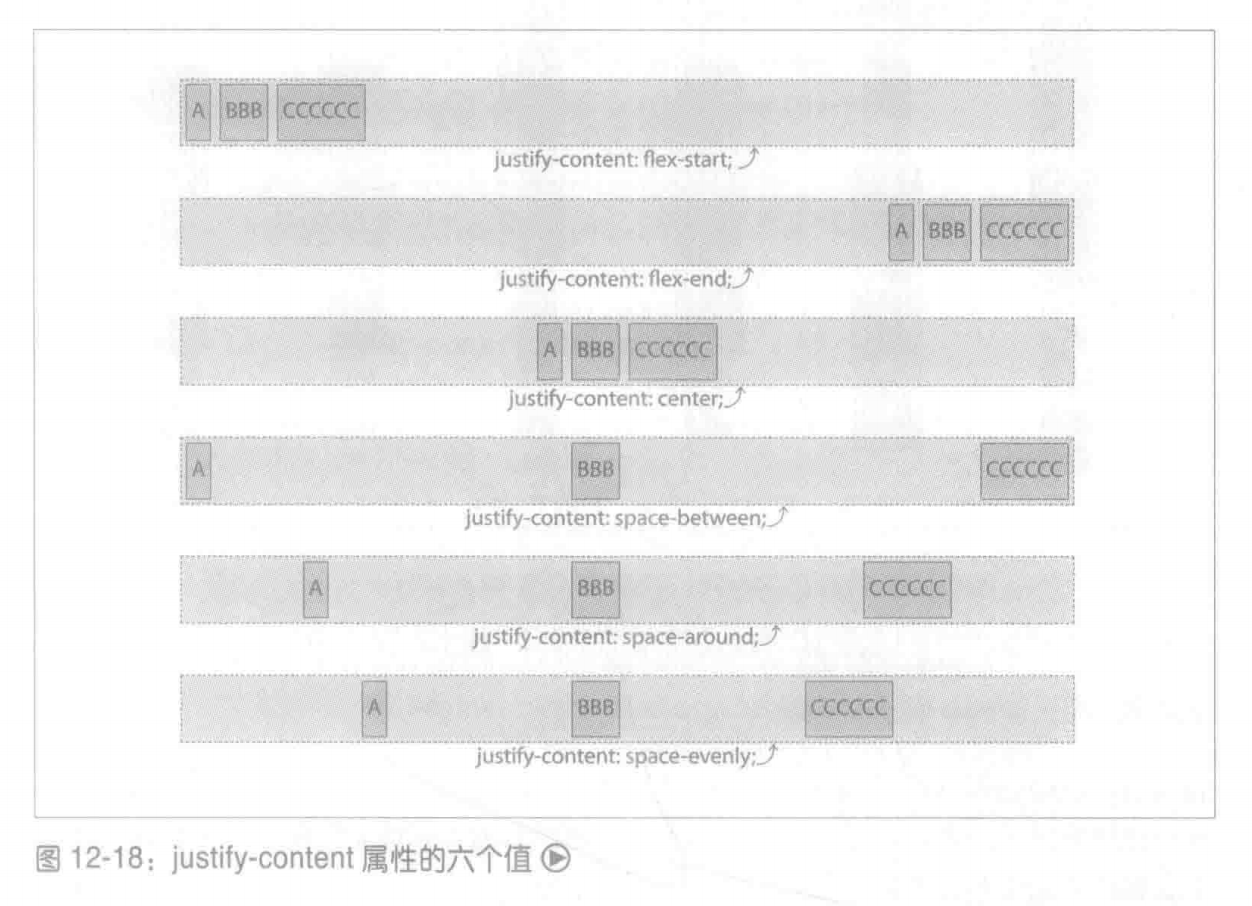 A BBB CCCCCC
justify-content: flex-start;
A BBB CCCCCC
justify-content: flex-end;
A BBB CCCCCC
justify-content: center;
A BBB CCCCCC
justify-content: space-between;
A BBB CCCCCC
justify-content: space-around;
A BBB CCCCCC
justify-content: space-evenly;
图 12-18：justify-content 属性的六个值